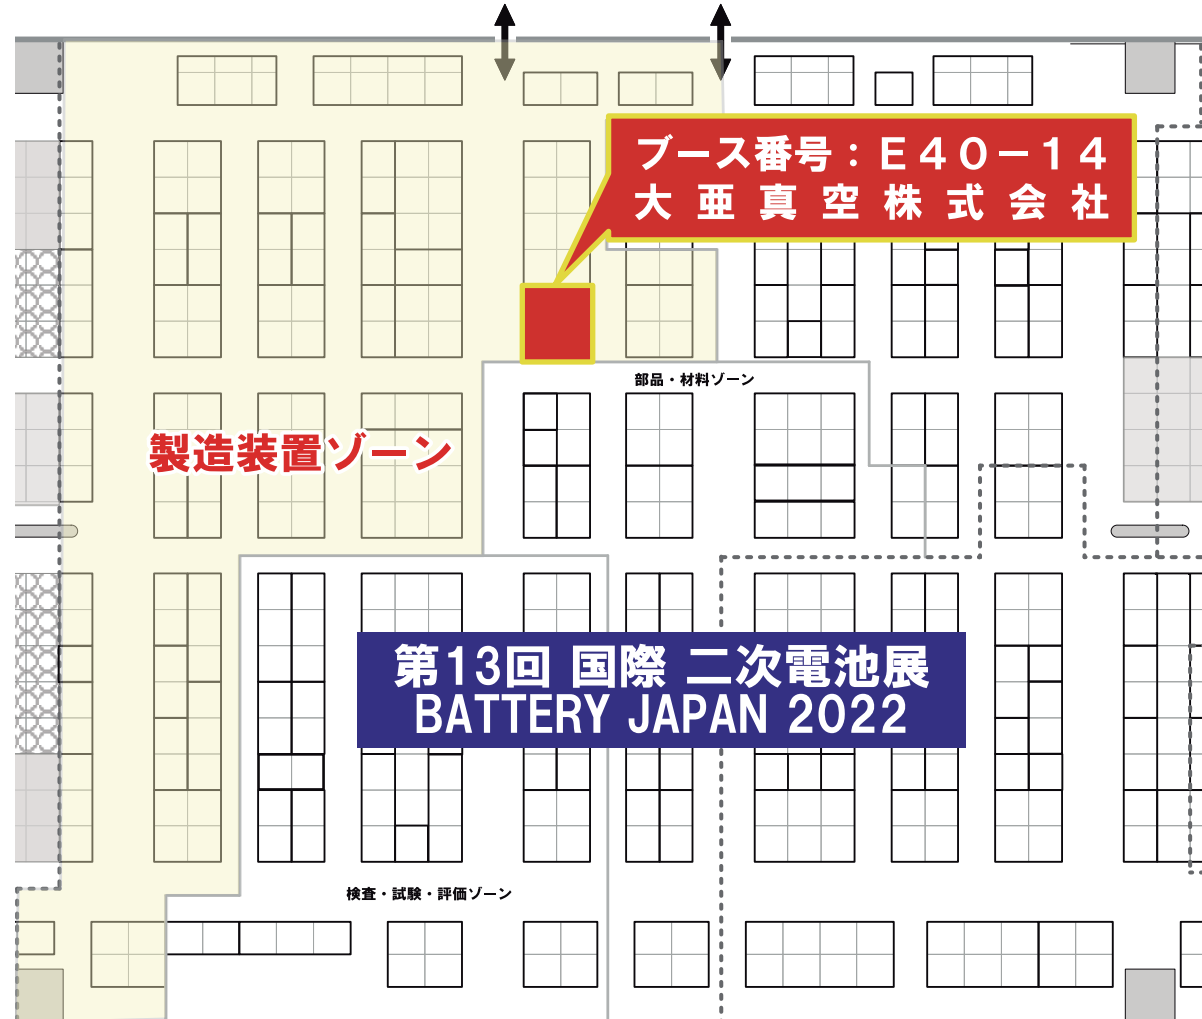 ブース番号：Ｅ４０－１４
大亜真空株式会社
部品・材料ゾーン
製造装置ゾーン
第13回 国際 二次電池展
BATTERY JAPAN 2022
検査・試験・評価ゾーン